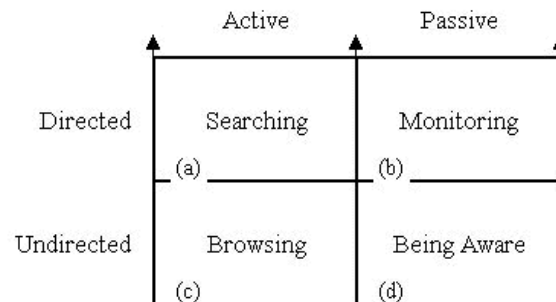 Active Passive
Directed Searching Monitoring
(a) (b)
Undirected Browsing Being Aware
(c) (d)